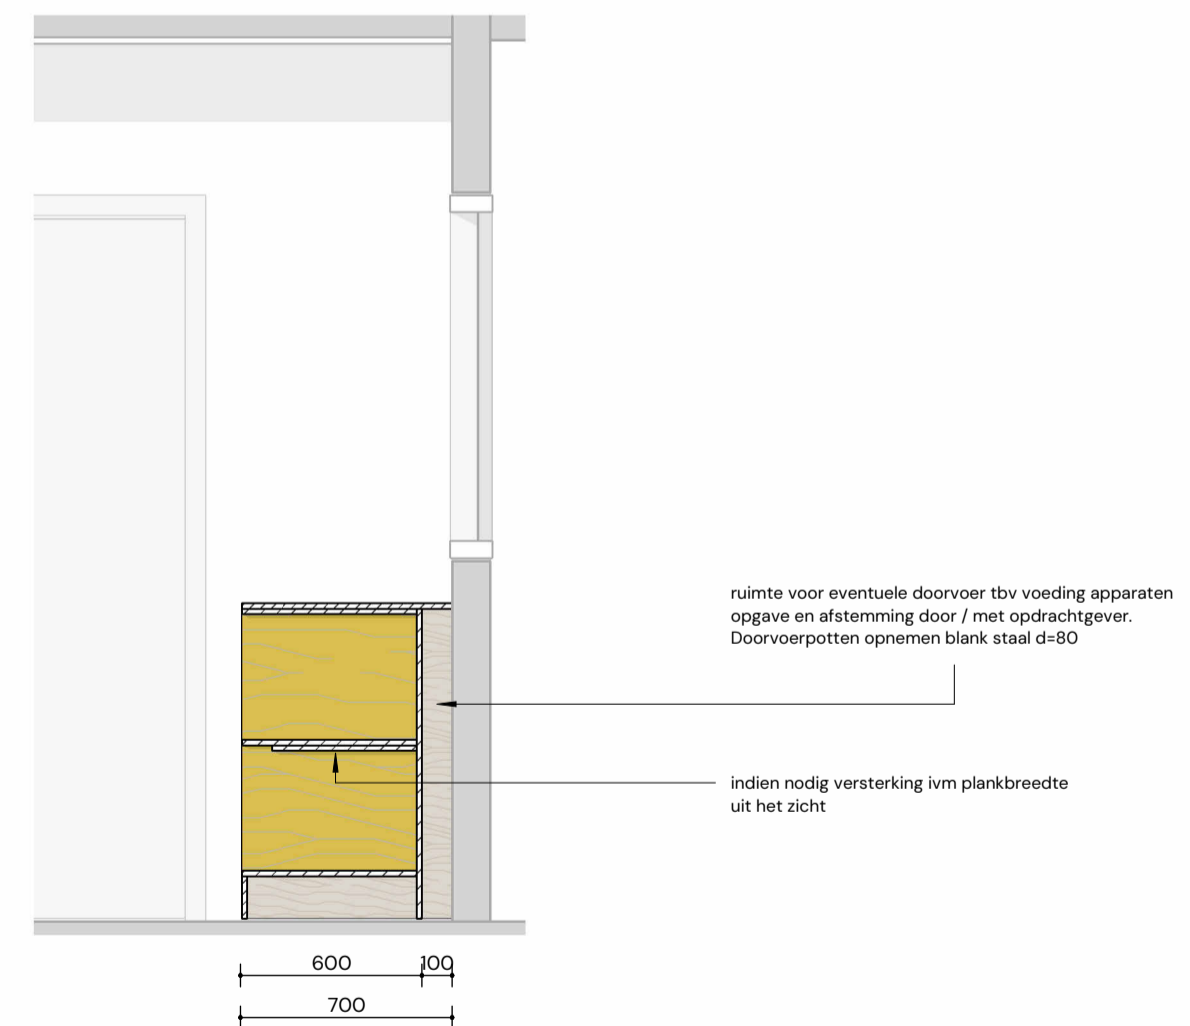 ruimte voor eventuele doorvoer tbv voeding apparaten
opgave en afstemming door / met opdrachtgever.
Doorvoerpotten opnemen blank staal d=80
indien nodig versterking ivm plankbreedte
uit het zicht
600 100
700